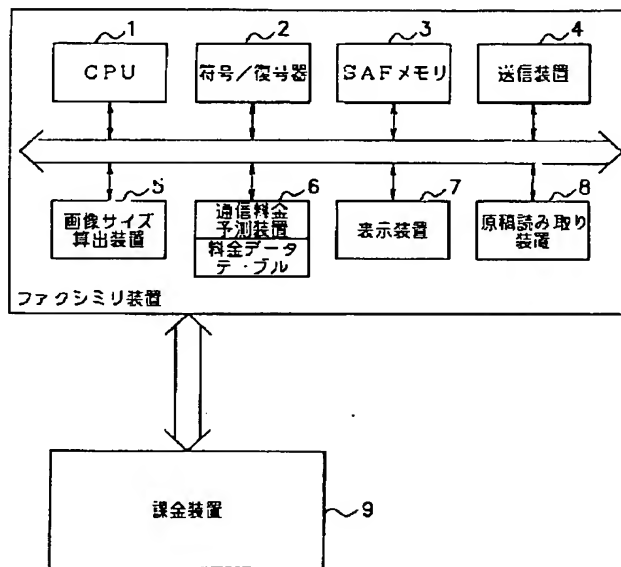 1
2
3
4
CPU
符号/復号器
SAFメモリ
送信装置
5
6
7
8
画像サイズ
算出装置
通信料金
予測装置
料金データ
テ・ブル
表示装置
原稿読み取り
装置
ファクシミリ装置
課金装置
9